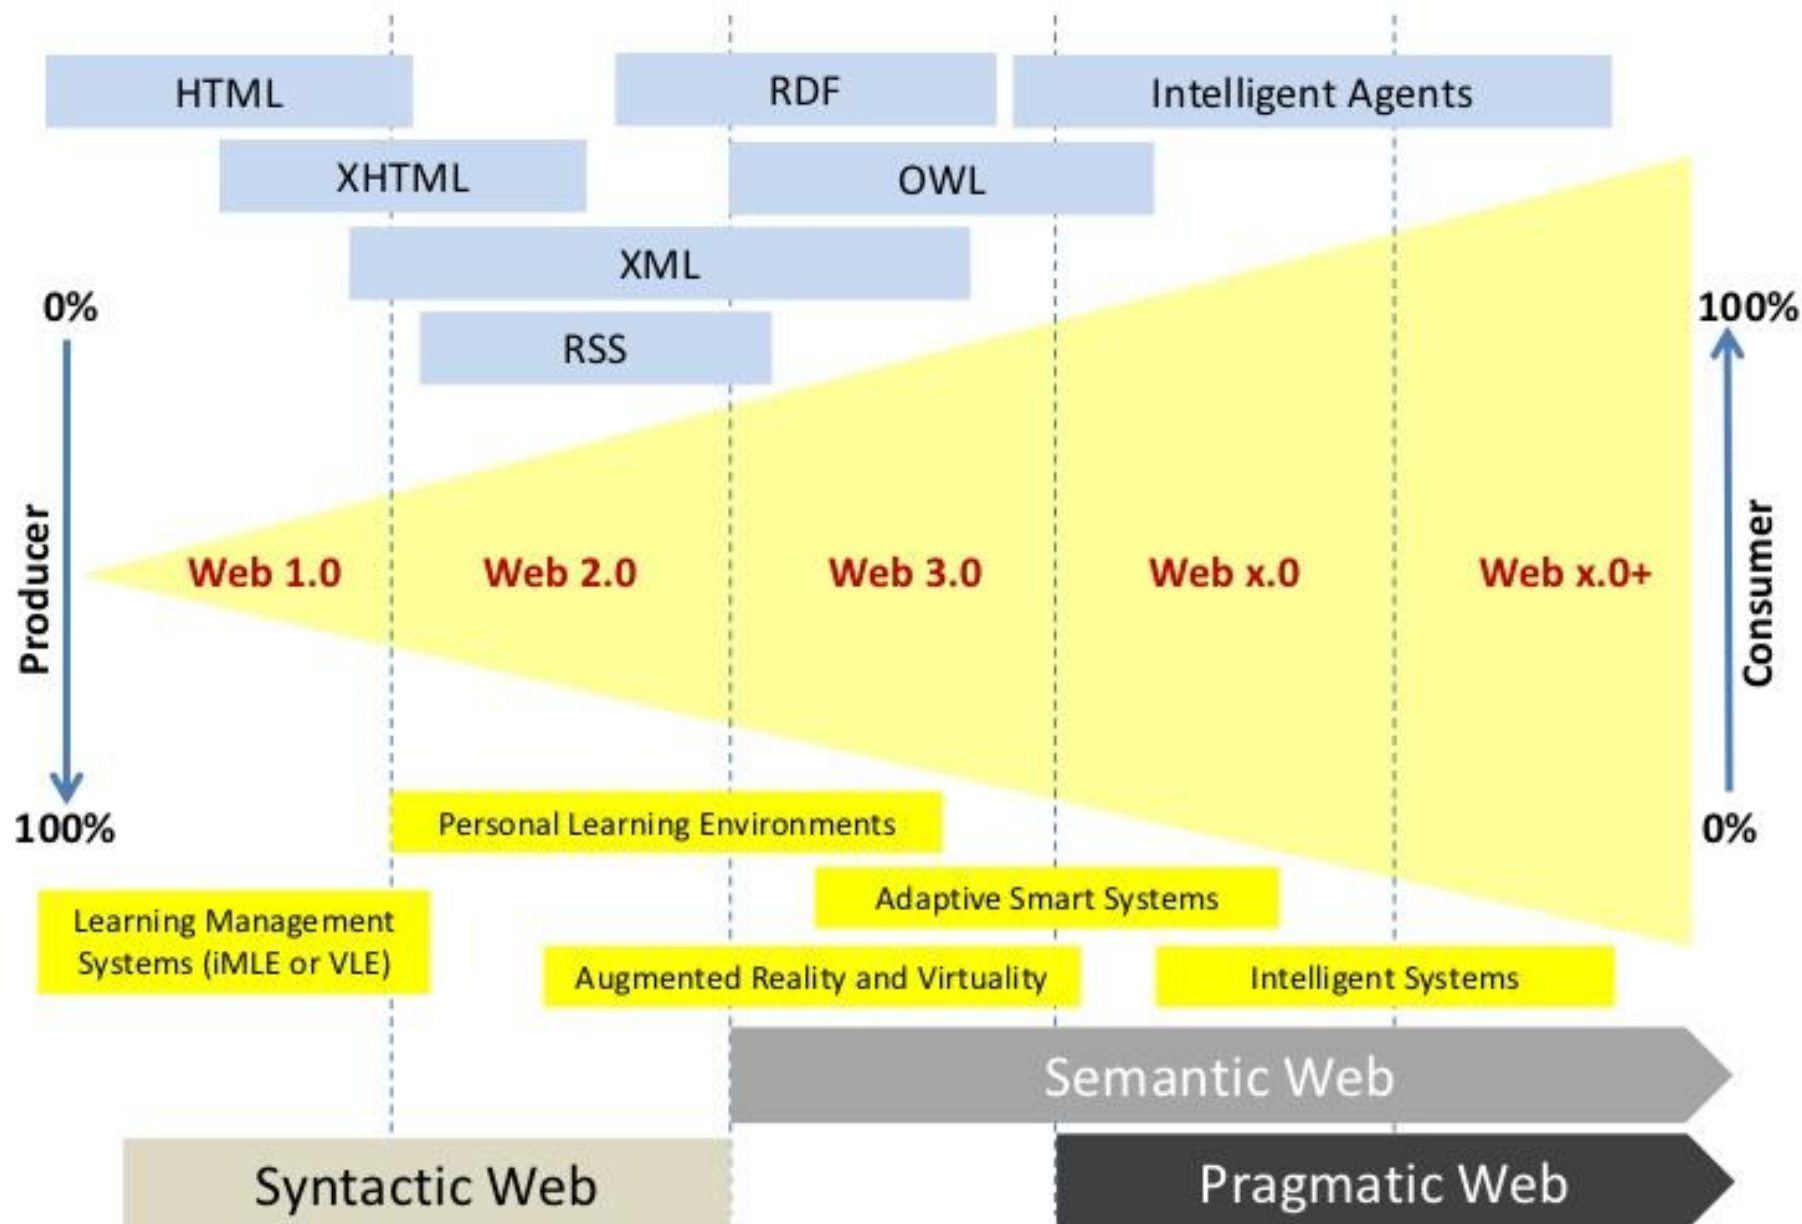 HTML
RDF
Intelligent Agents
XHTML
OWL
XML
0%
100%
RSS
Producer
Consumer
Web 1.0
Web 2.0
Web 3.0
Web x.0
Web x.0+
100%
Personal Learning Environments
0%
Adaptive Smart Systems
Learning Management
Systems (iMLE or VLE)
Augmented Reality and Virtuality
Intelligent Systems
Semantic Web
Syntactic Web
Pragmatic Web